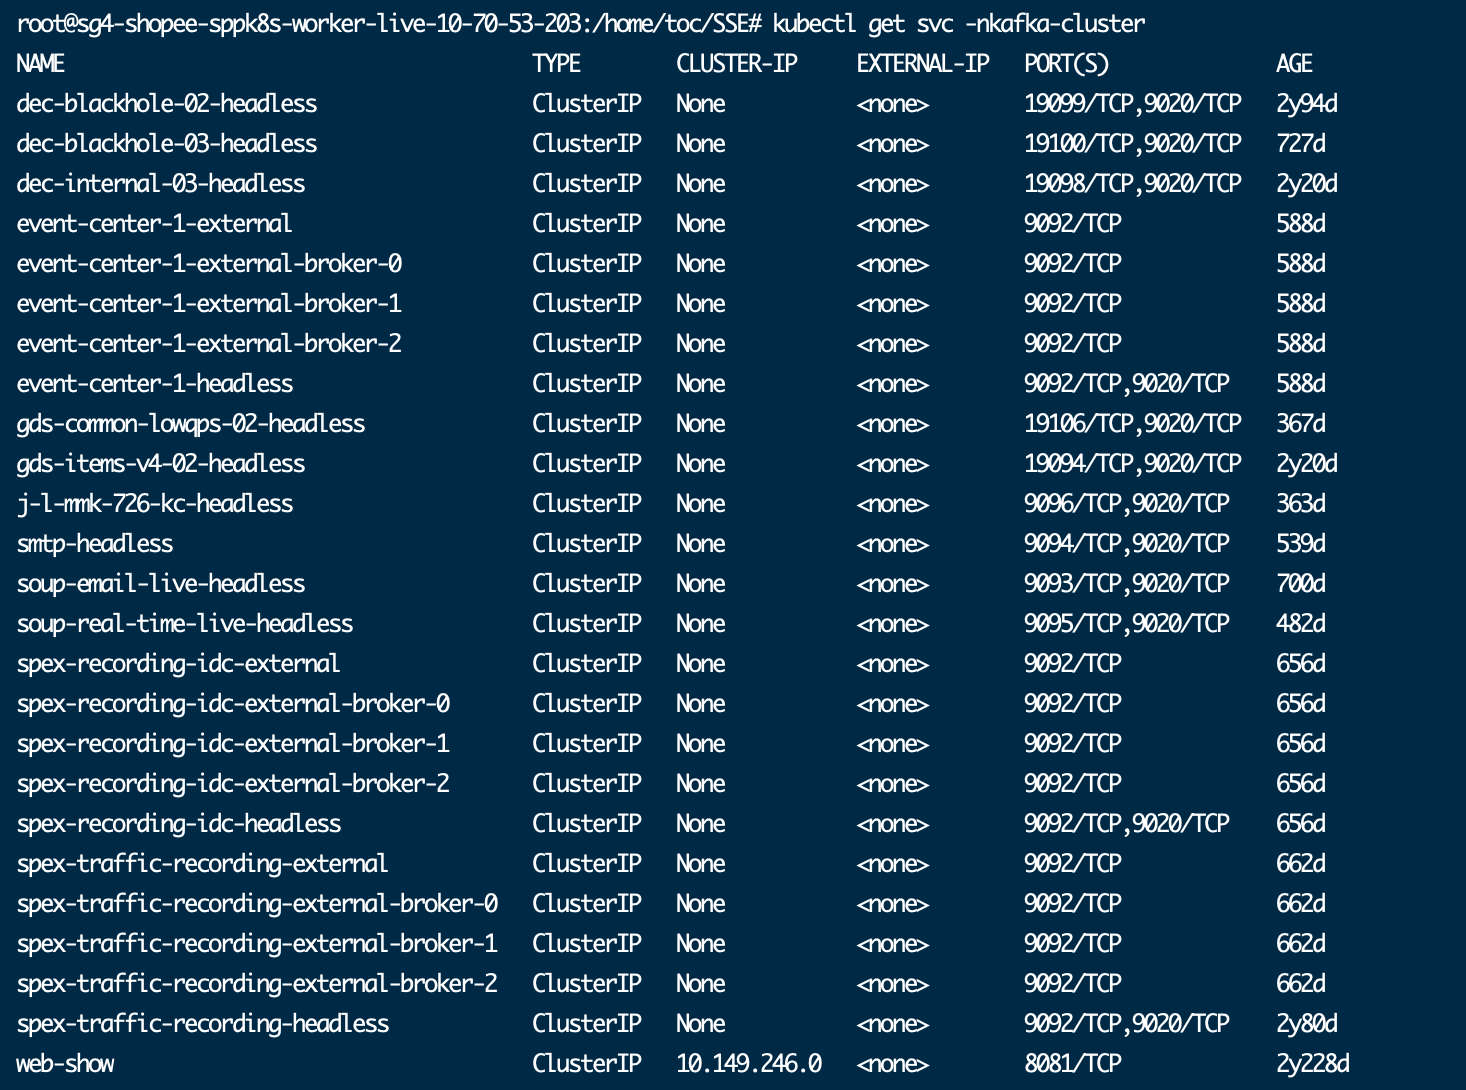 root@sg4-shopee-sppk8s-worker-live-10-70-53-203:/home/toc/SSE# kubectl get svc -nkafka-cluster
NAME TYPE CLUSTER-IP EXTERNAL-IP PORT(S) AGE
dec-blackhole-02-headless ClusterIP None <none> 19099/TCP,9020/TCP 2y94d
dec-blackhole-03-headless ClusterIP None <none> 19100/TCP,9020/TCP 727d
dec-internal-03-headless ClusterIP None <none> 19098/TCP,9020/TCP 2y20d
event-center-1-external ClusterIP None <none> 9092/TCP 588d
event-center-1-external-broker-0 ClusterIP None <none> 9092/TCP 588d
event-center-1-external-broker-1 ClusterIP None <none> 9092/TCP 588d
event-center-1-external-broker-2 ClusterIP None <none> 9092/TCP 588d
event-center-1-headless ClusterIP None <none> 9092/TCP,9020/TCP 588d
gds-common-lowqps-02-headless ClusterIP None <none> 19106/TCP,9020/TCP 367d
gds-items-v4-02-headless ClusterIP None <none> 19094/TCP,9020/TCP 2y20d
j-l-mmk-726-kc-headless ClusterIP None <none> 9096/TCP,9020/TCP 363d
smtp-headless ClusterIP None <none> 9094/TCP,9020/TCP 539d
soup-email-live-headless ClusterIP None <none> 9093/TCP,9020/TCP 700d
soup-real-time-live-headless ClusterIP None <none> 9095/TCP,9020/TCP 482d
spex-recording-idc-external ClusterIP None <none> 9092/TCP 656d
spex-recording-idc-external-broker-0 ClusterIP None <none> 9092/TCP 656d
spex-recording-idc-external-broker-1 ClusterIP None <none> 9092/TCP 656d
spex-recording-idc-external-broker-2 ClusterIP None <none> 9092/TCP 656d
spex-recording-idc-headless ClusterIP None <none> 9092/TCP,9020/TCP 656d
spex-traffic-recording-external ClusterIP None <none> 9092/TCP 662d
spex-traffic-recording-external-broker-0 ClusterIP None <none> 9092/TCP 662d
spex-traffic-recording-external-broker-1 ClusterIP None <none> 9092/TCP 662d
spex-traffic-recording-external-broker-2 ClusterIP None <none> 9092/TCP 662d
spex-traffic-recording-headless ClusterIP None <none> 9092/TCP,9020/TCP 2y80d
web-show ClusterIP 10.149.246.0 <none> 8081/TCP 2y228d